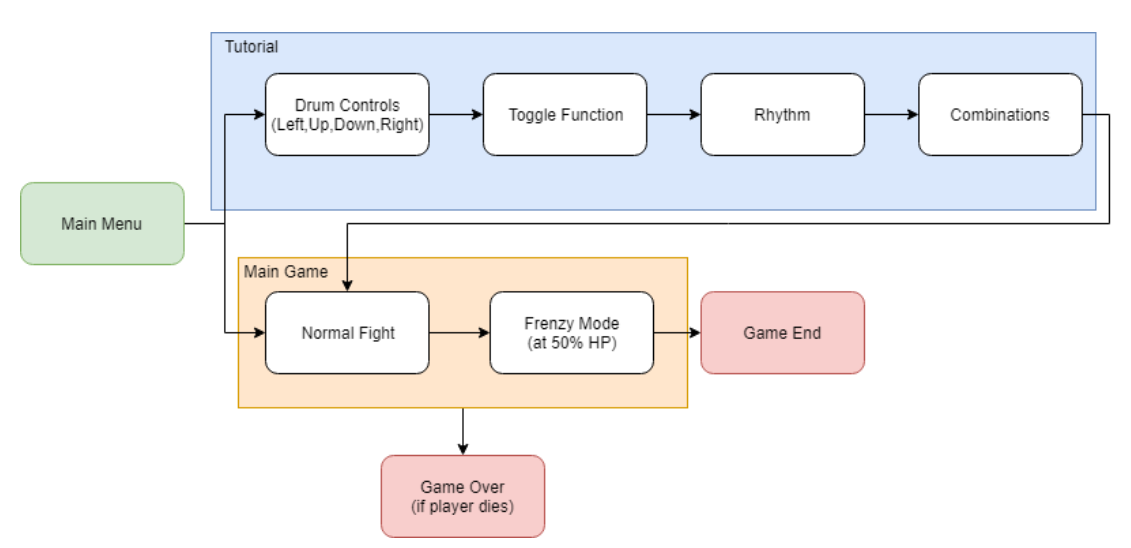 Tutorial
Drum Controls
(Left,Up,Down,Right)
Toggle Function
Rhythm
Combinations
Main Menu
Main Game
Normal Fight
Frenzy Mode
(at 50% HP)
Game End
Game Over
(if player dies)